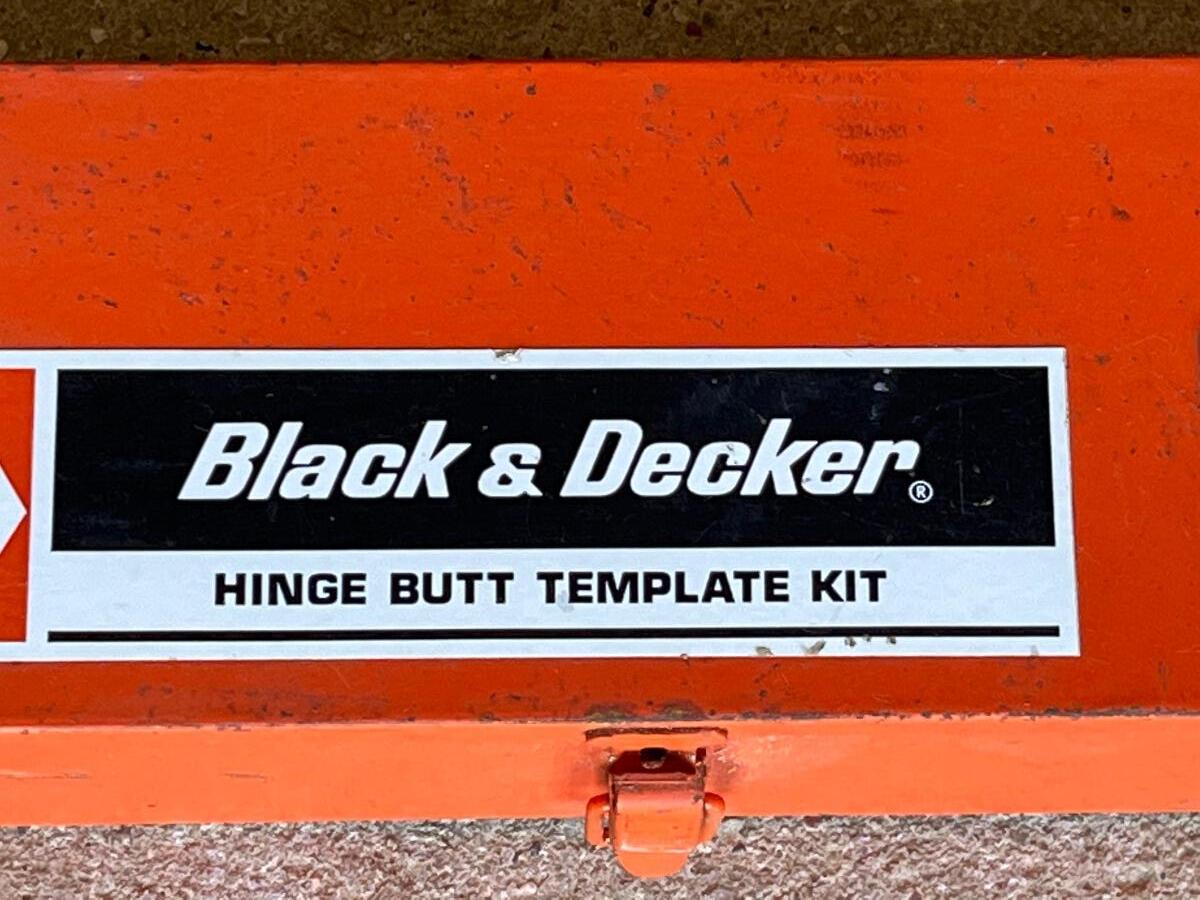 Black & Decker®
HINGE BUTT TEMPLATE KIT